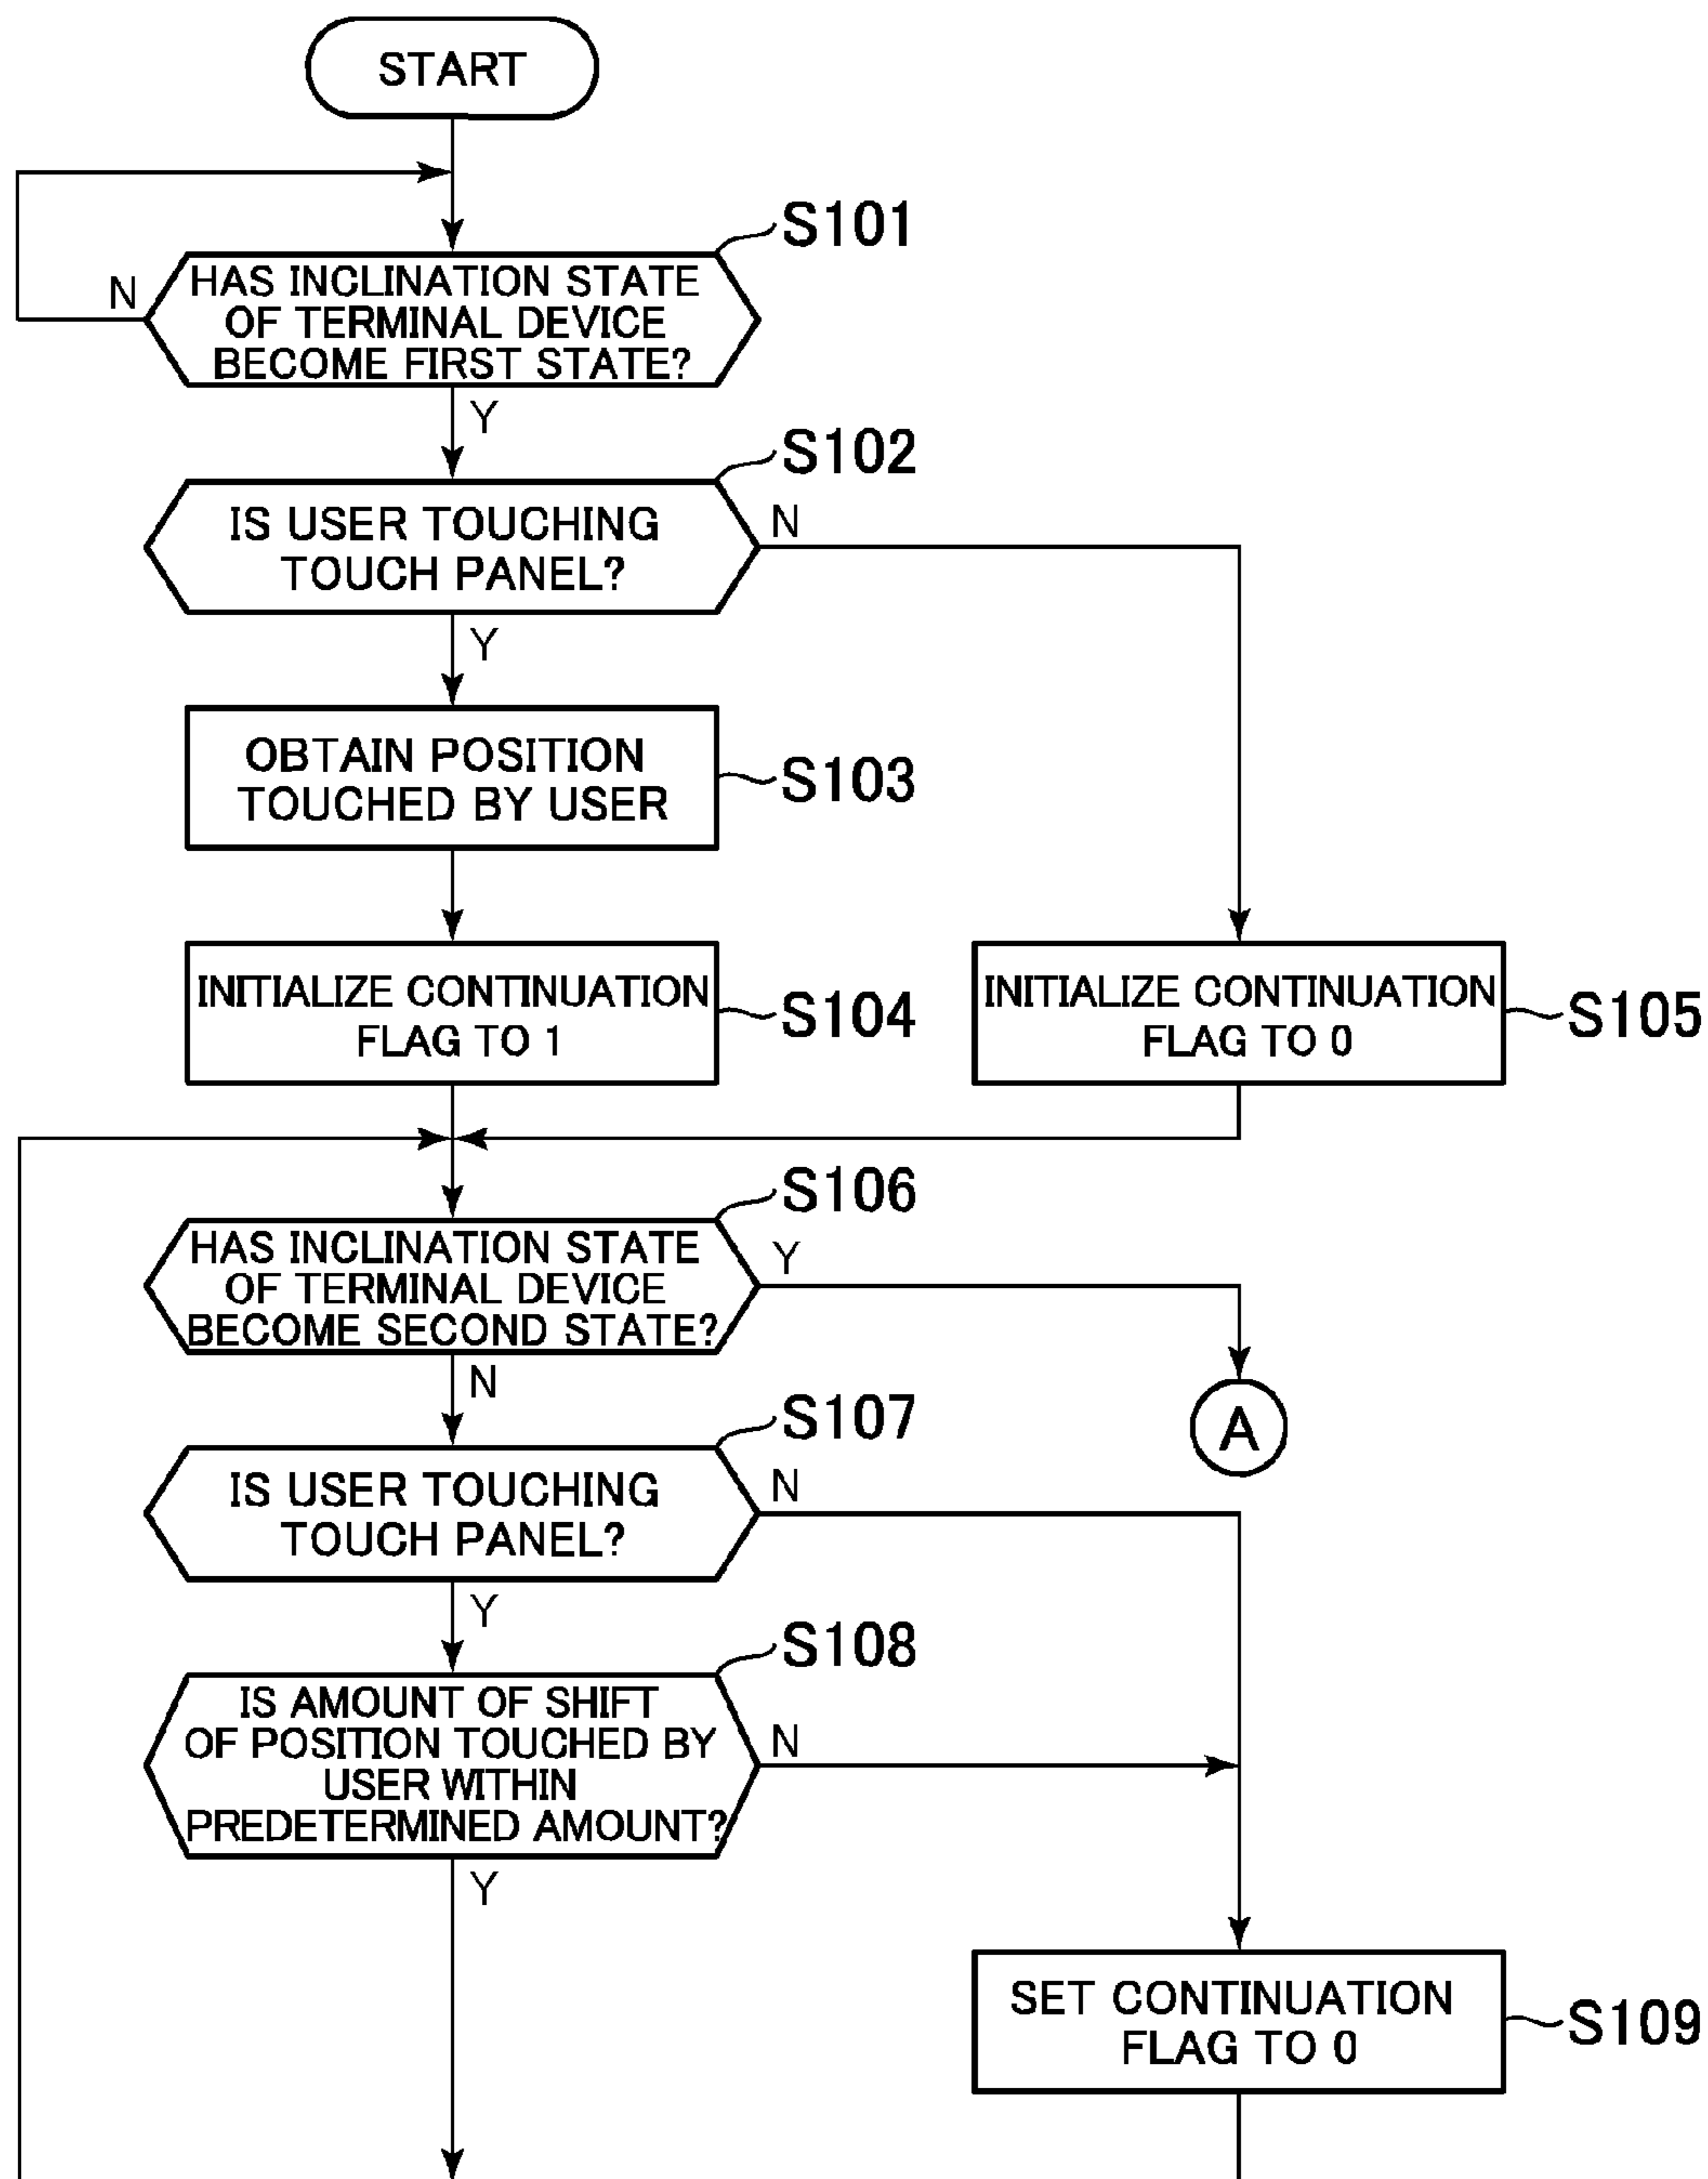 START
S101
N
HAS INCLINATION STATE
OF TERMINAL DEVICE
BECOME FIRST STATE?
Y
S102
IS USER TOUCHING
TOUCH PANEL?
N
Y
OBTAIN POSITION
TOUCHED BY USER
S103
INITIALIZE CONTINUATION
FLAG TO 1
S104
INITIALIZE CONTINUATION
FLAG TO 0
S105
S106
HAS INCLINATION STATE
OF TERMINAL DEVICE
BECOME SECOND STATE?
Y
N
A
S107
IS USER TOUCHING
TOUCH PANEL?
N
Y
S108
IS AMOUNT OF SHIFT
OF POSITION TOUCHED BY
USER WITHIN
PREDETERMINED AMOUNT?
N
Y
SET CONTINUATION
FLAG TO 0
S109